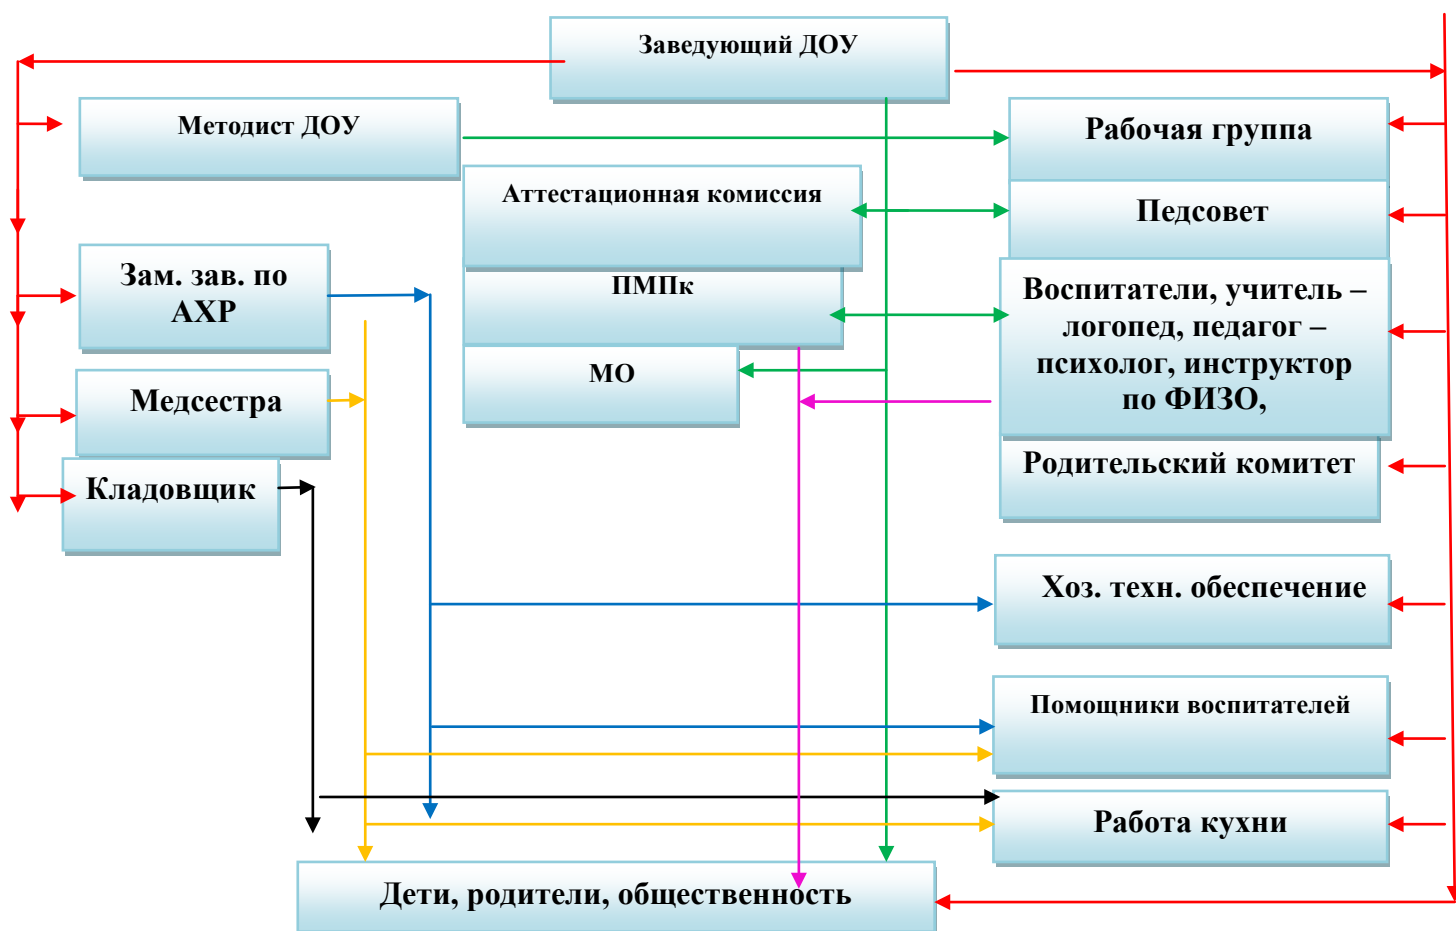 Заведующий ДОУ
Методист ДОУ
Рабочая группа
Аттестационная комиссия
Педсовет
Зам. зав. по
АХР
ПМПк
Воспитатели, учитель –
логопед, педагог –
психолог, инструктор
по ФИЗО,
МО
Медсестра
Родительский комитет
Кладовщик
Хоз. техн. обеспечение
Помощники воспитателей
Работа кухни
Дети, родители, общественность